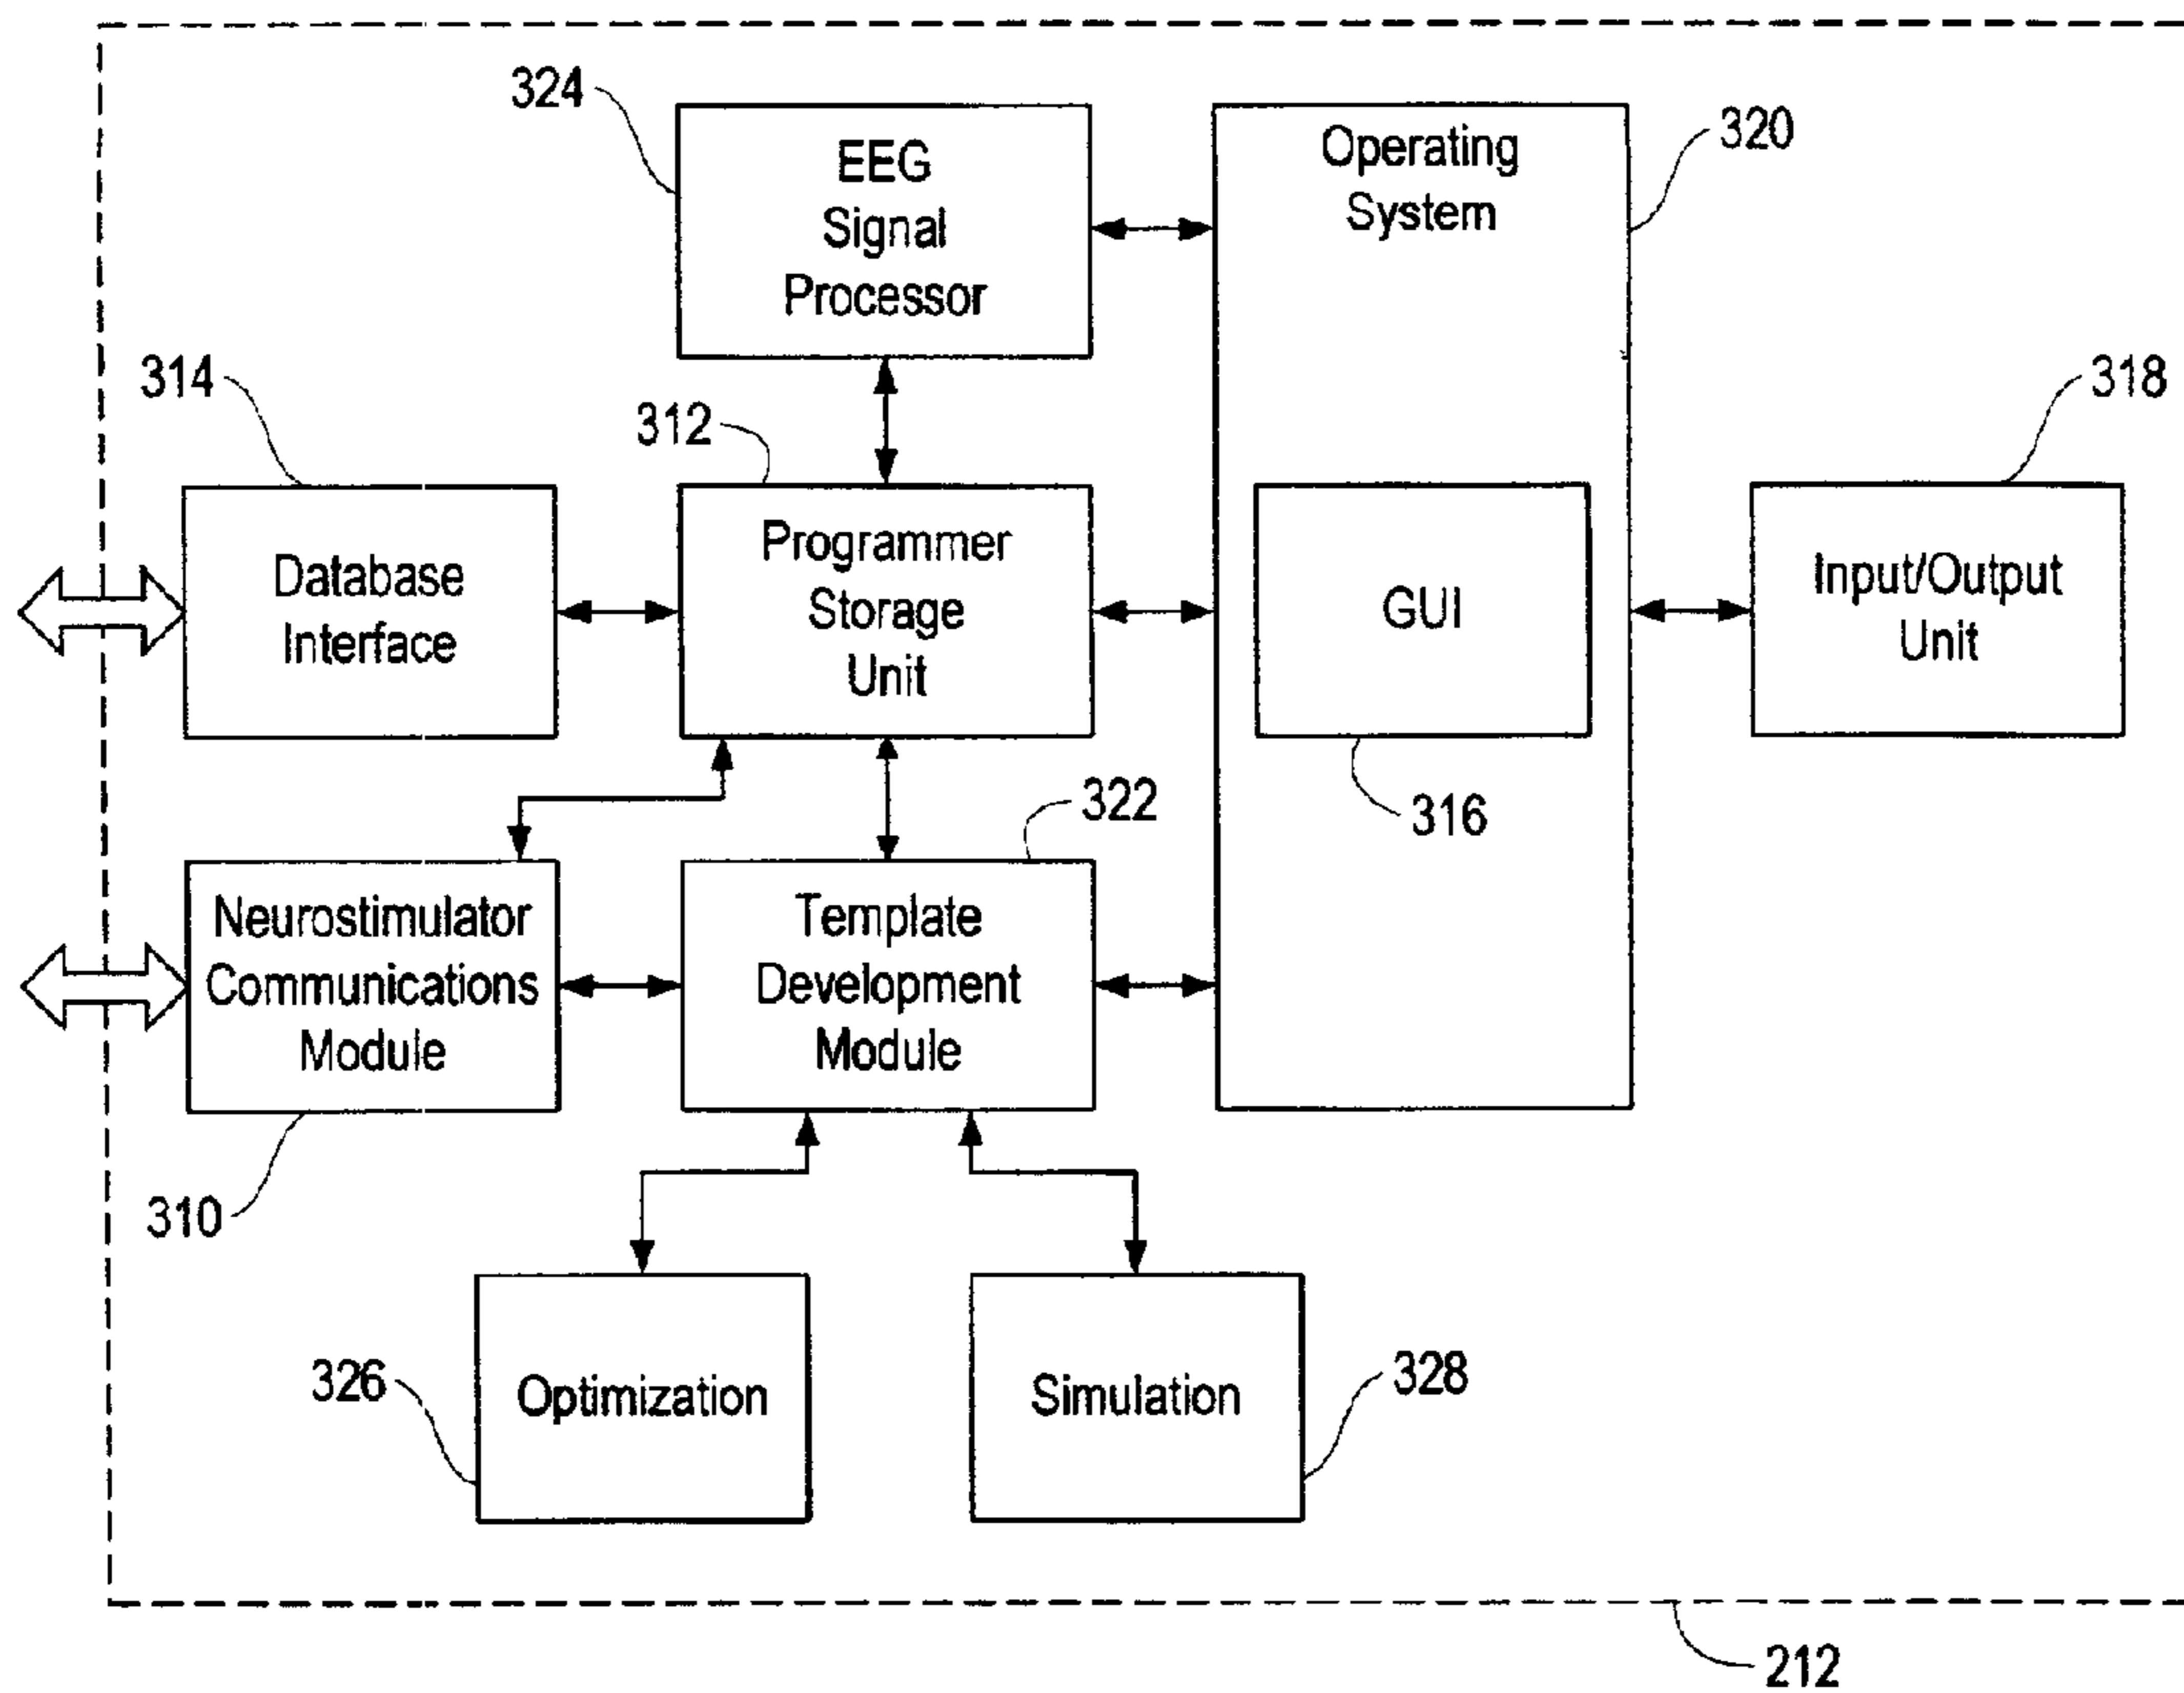 324
EEG
Signal
Processor
Operating
System
320
314
312
318
Database
Interface
Programmer
Storage
Unit
GUI
Input/Output
Unit
316
322
Neurostimulator
Communications
Module
Template
Development
Module
310
326
Optimization
Simulation
328
212